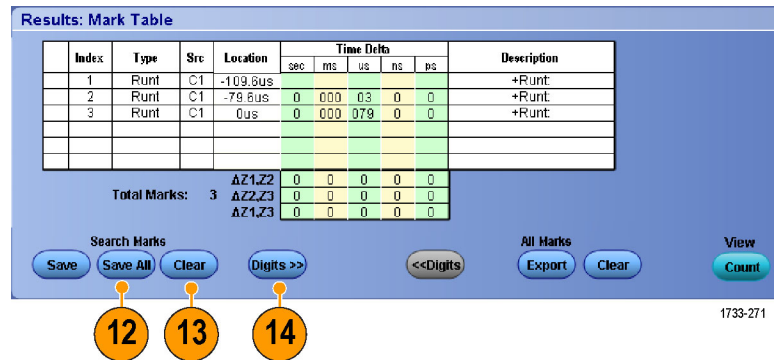 Results: Mark Table
Index Type Src Location Time Delta Description
sec ms us ns ps
1 Runt C1 -109.6us +Runt:
2 Runt C1 -79.6us 0 000 03 0 0 +Runt:
3 Runt C1 0us 0 000 079 0 0 +Runt:
ΔZ1,Z2 0 0 0 0 0
Total Marks: 3 ΔZ2,Z3 0 0 0 0 0
ΔZ1,Z3 0 0 0 0 0
Search Marks All Marks View
Save Save All Clear Digits >> <<Digits Export Clear Count
12 13 14
1733-271